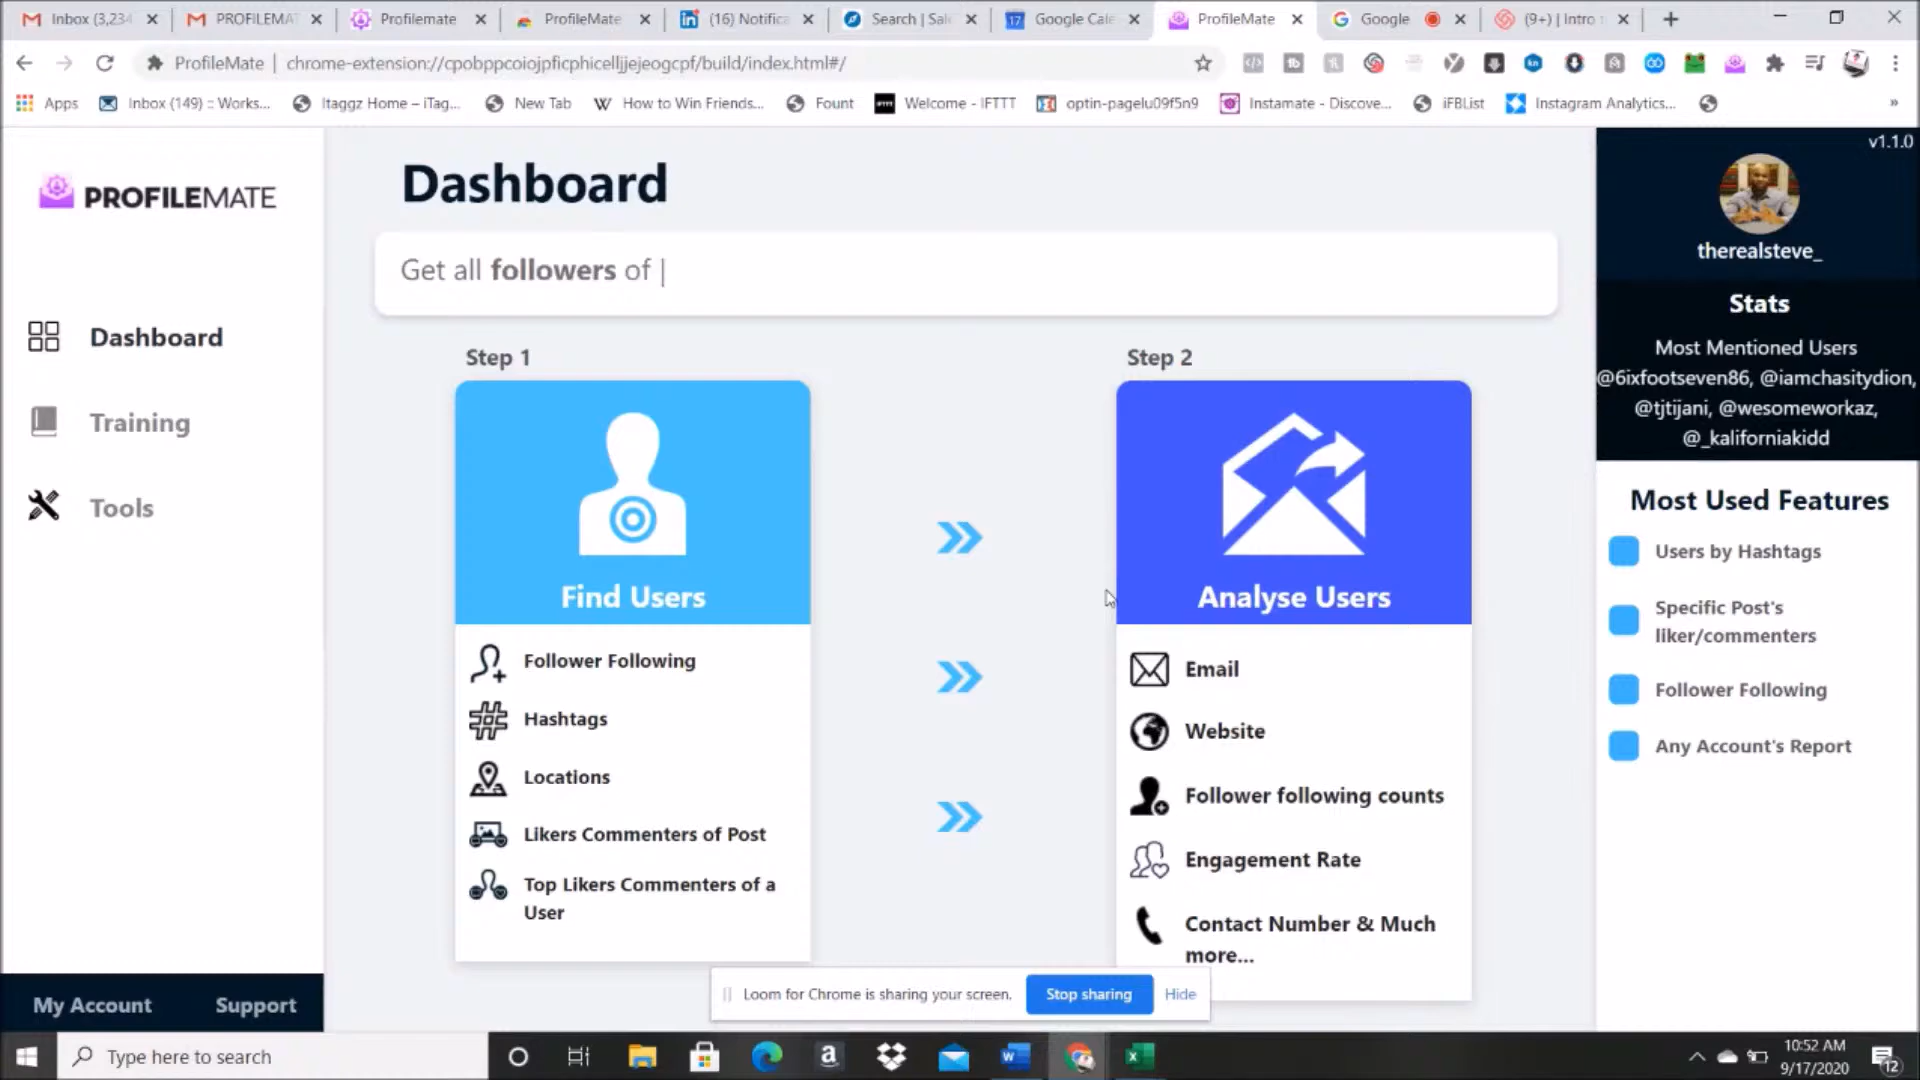 Inbox (3,234
PROFILEMAT
Profilemate
ProfileMate
(16) Notifica
Search | Sale
Google Cale
ProfileMate
Google
(9+) | Intro t
ProfileMate
chrome-extension://cpobppcoiojpficphicelljjejeogcpf/build/index.html#/
Apps
Inbox (149) :: Works...
Itaggz Home – iTag...
New Tab
How to Win Friends...
Fount
Welcome - IFTTT
optin-pagelu09f5n9
Instamate - Discove...
iFBList
Instagram Analytics...
PROFILEMATE
Dashboard
Training
Tools
My Account
Support
Dashboard
Get all followers of |
Step 1
Find Users
Follower Following
Hashtags
Locations
Likers Commenters of Post
Top Likers Commenters of a
User
Step 2
Analyse Users
Email
Website
Follower following counts
Engagement Rate
Contact Number & Much
more...
v1.1.0
therealsteve_
Stats
Most Mentioned Users
@6ixfootseven86, @iamchasitydion,
@tjtijani, @wesomeworkaz,
@_kaliforniakidd
Most Used Features
Users by Hashtags
Specific Post's
liker/commenters
Follower Following
Any Account's Report
Loom for Chrome is sharing your screen.
Stop sharing
Hide
Type here to search
10:52 AM
9/17/2020
12